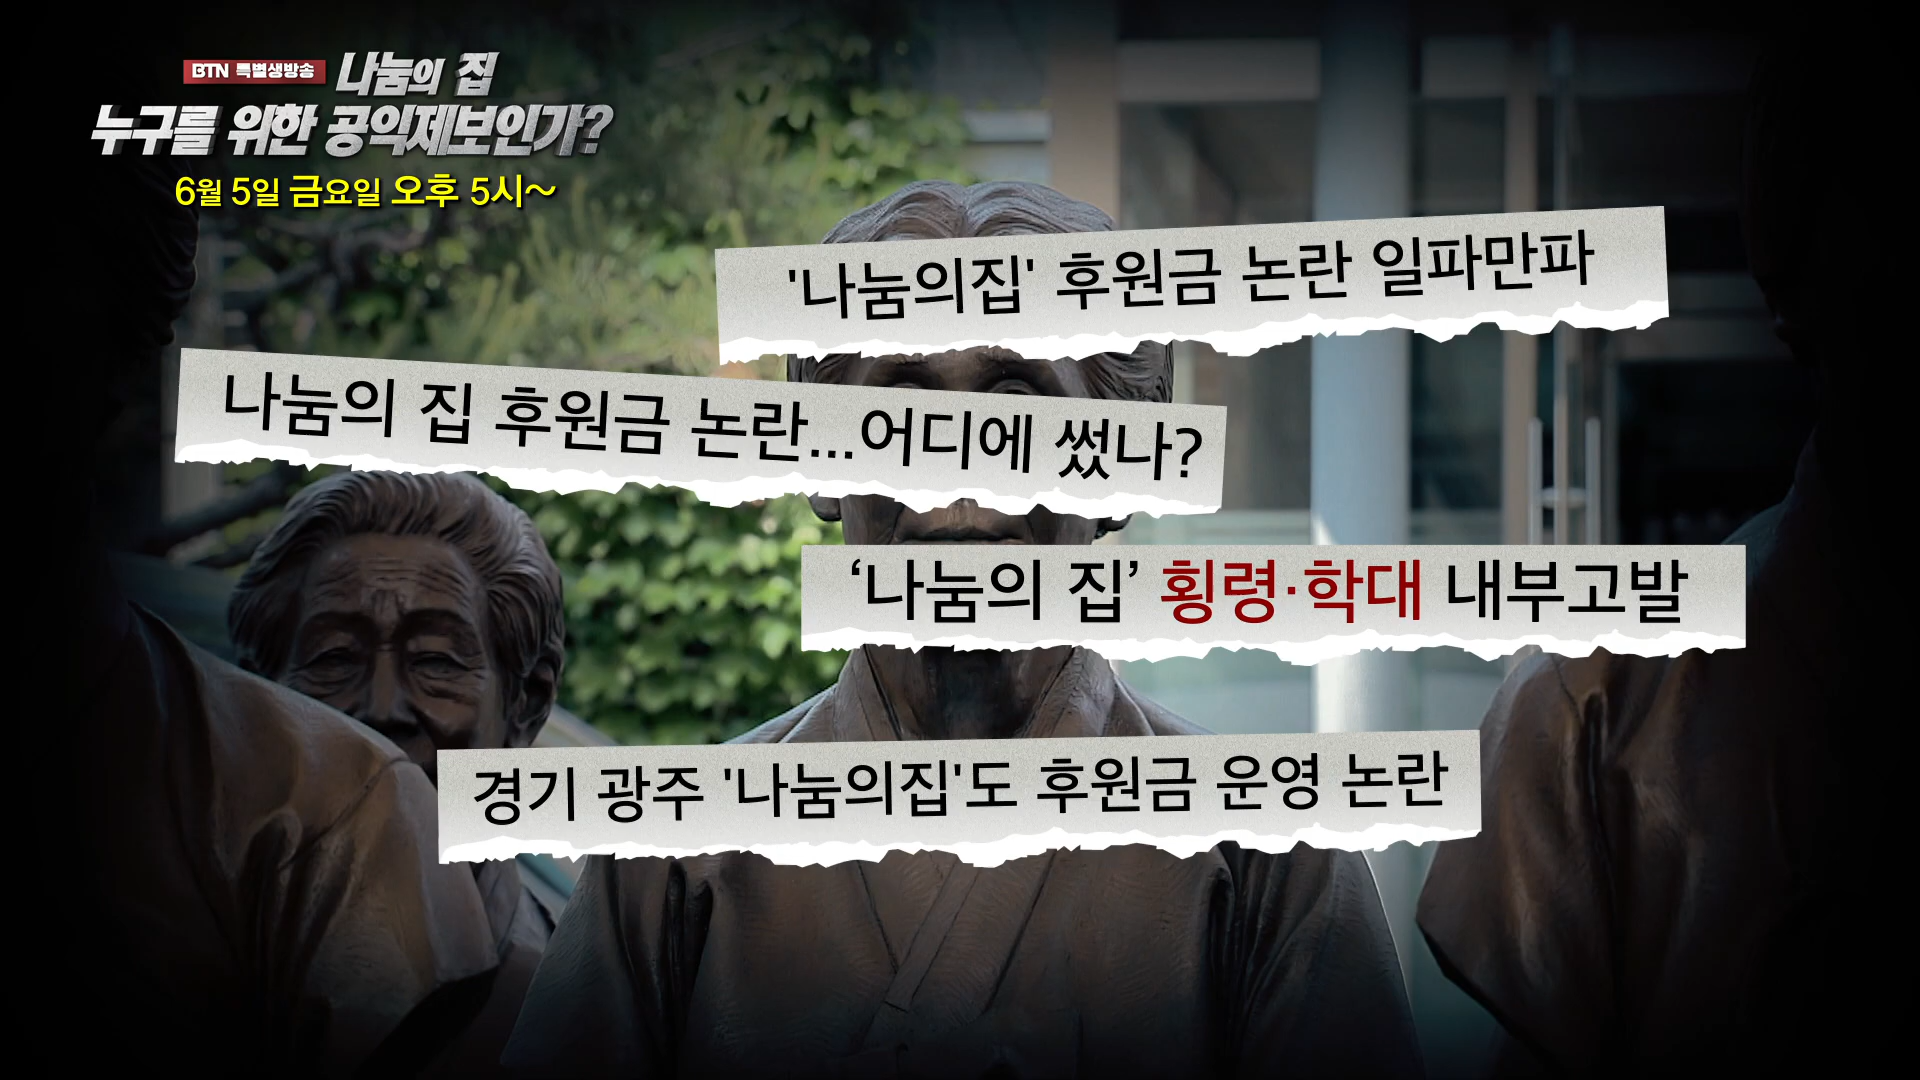 BTN 특별생방송 나눔의 집
누구를 위한 공익제보인가?
6월 5일 금요일 오후 5시~
'나눔의집' 후원금 논란 일파만파
나눔의 집 후원금 논란...어디에 썼나?
‘나눔의 집’ 횡령·학대 내부고발
경기 광주 '나눔의집'도 후원금 운영 논란